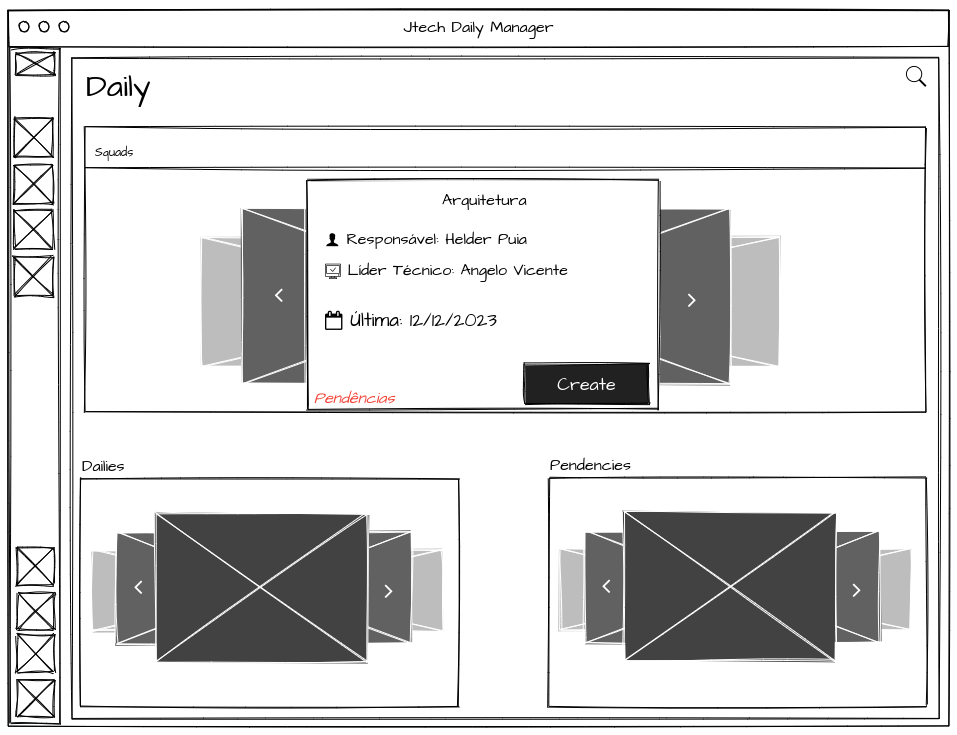 Jtech Daily Manager
Daily
Squads
Arquitetura
Responsável: Helder Puia
Líder Técnico: Angelo Vicente
Última: 12/12/2023
Create
Pendências
Dailies
Pendencies